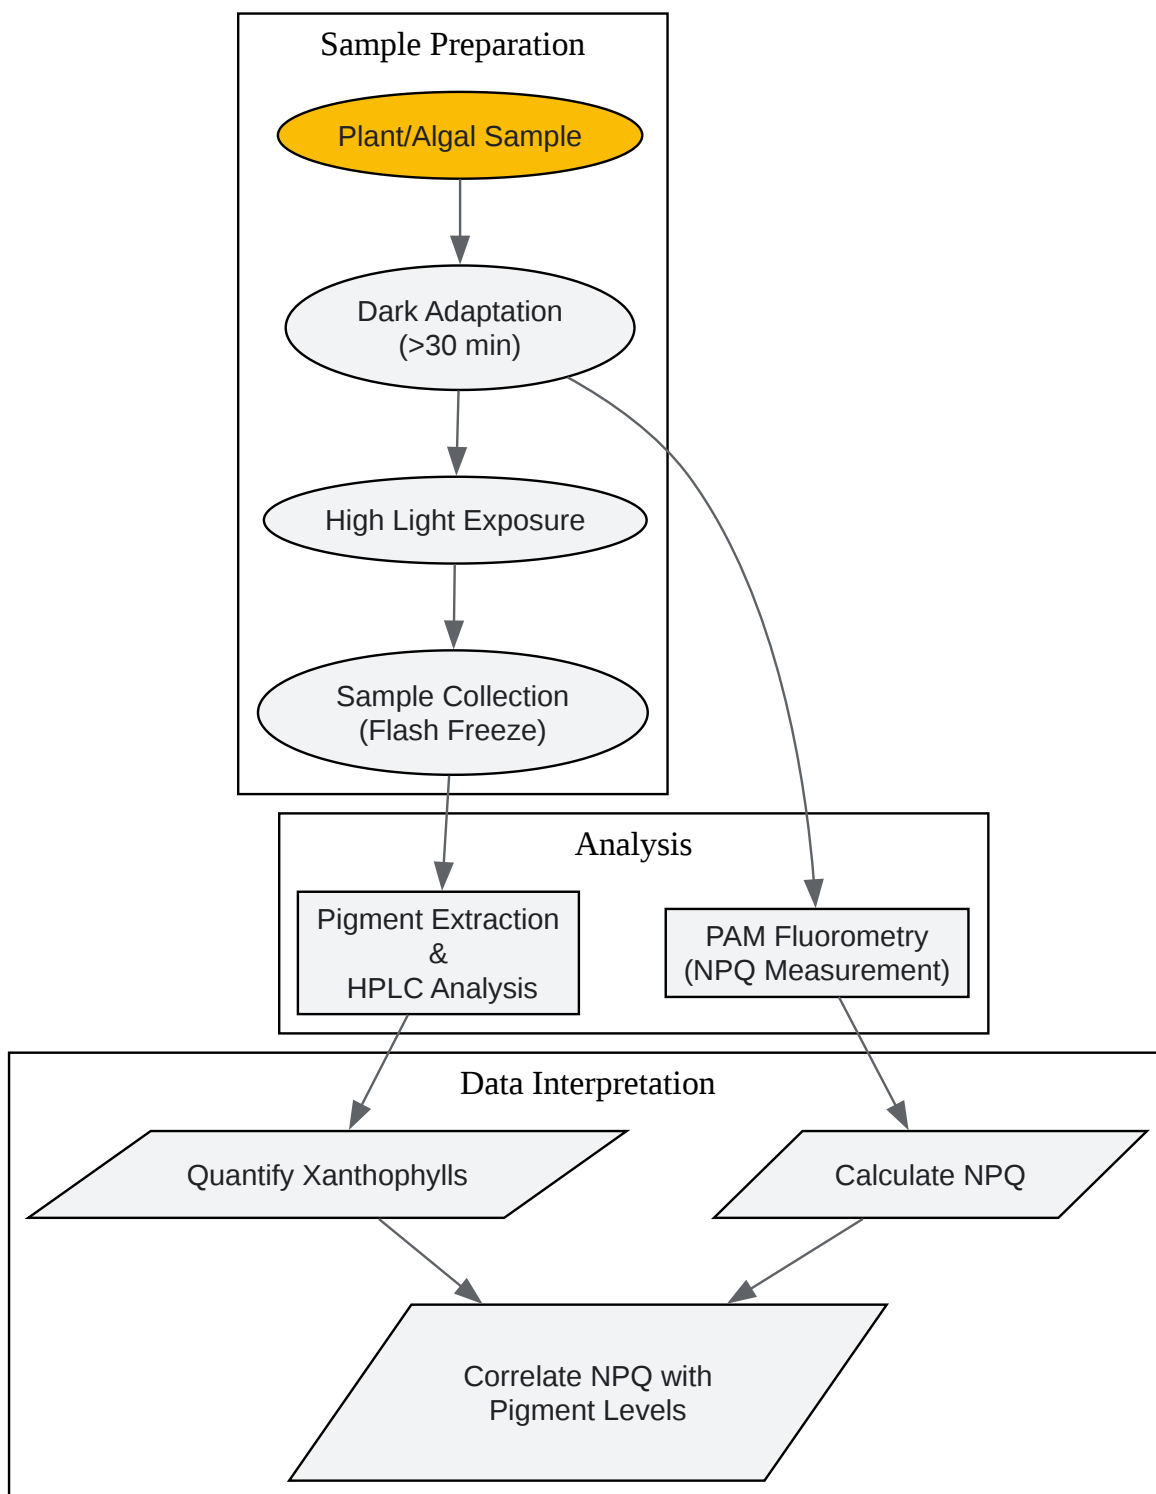 Sample Preparation
Plant/Algal Sample
Dark Adaptation
(>30 min)
High Light Exposure
Sample Collection
(Flash Freeze)
Analysis
Pigment Extraction
&
HPLC Analysis
PAM Fluorometry
(NPQ Measurement)
Data Interpretation
Quantify Xanthophylls
Calculate NPQ
Correlate NPQ with
Pigment Levels